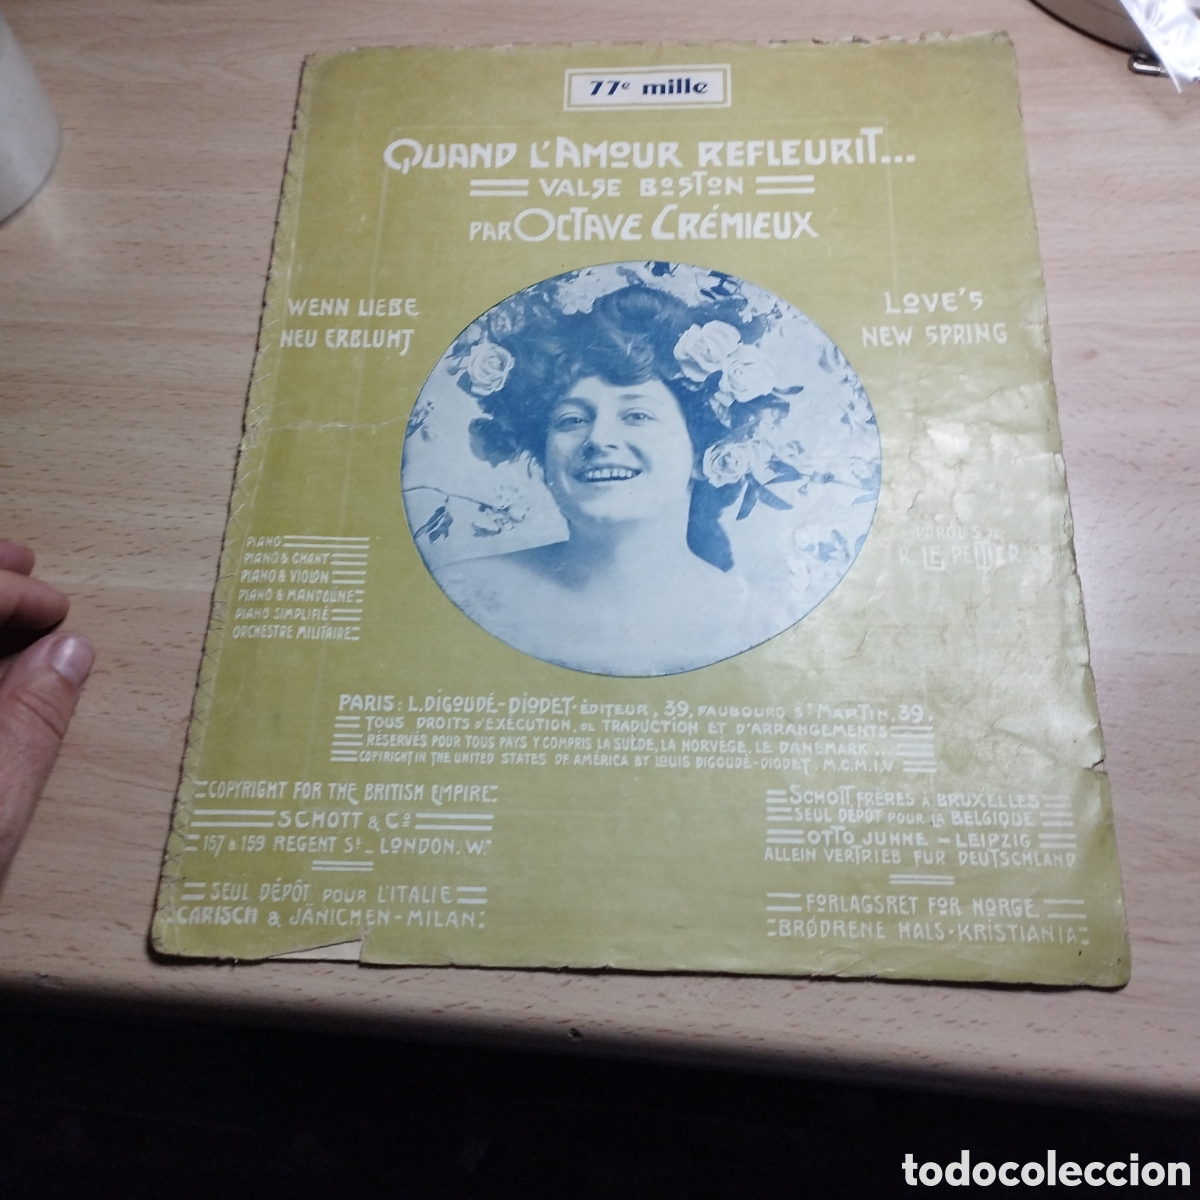 77e mille
QUAND L'AMOUR REFLEURIT...
VALSE BOSTON
PAR OCTAVE CRÉMIEUX
WENN LIEBE
NEU ERBLUHT
LOVE'S
NEW SPRING
PIANO
PIANO & CHANT
PIANO & VIOLON
PIANO & MANDOLINE
PIANO SIMPLIFIÉ
ORCHESTRE MILITAIRE
PAROLES DE
R. LE PELTIER
PARIS: L. DIGOUDÉ-DIODET. ÉDITEUR, 39, FAUBOURG St MARTIN, 39.
TOUS DROITS D'EXÉCUTION, DE TRADUCTION ET D'ARRANGEMENTS
RÉSERVÉS POUR TOUS PAYS Y COMPRIS LA SUÈDE, LA NORVÈGE, LE DANEMARK...
COPYRIGHT IN THE UNITED STATES OF AMERICA BY LOUIS DIGOUDÉ-DIODET, M.C.M.I.V
COPYRIGHT FOR THE BRITISH EMPIRE:
SCHOTT & Co
157 & 159 REGENT St - LONDON. W.
SEUL DÉPÔT POUR L'ITALIE
CARISCH & JÄNICHEN - MILAN
SCHOTT FRÈRES À BRUXELLES
SEUL DÉPÔT POUR LA BELGIQUE
OTTO JUNNE - LEIPZIG
ALLEIN VERTRIEB FUR DEUTSCHLAND
FORLAGSRET FOR NORGE
BRØDRENE HALS - KRISTIANIA
todocoleccion